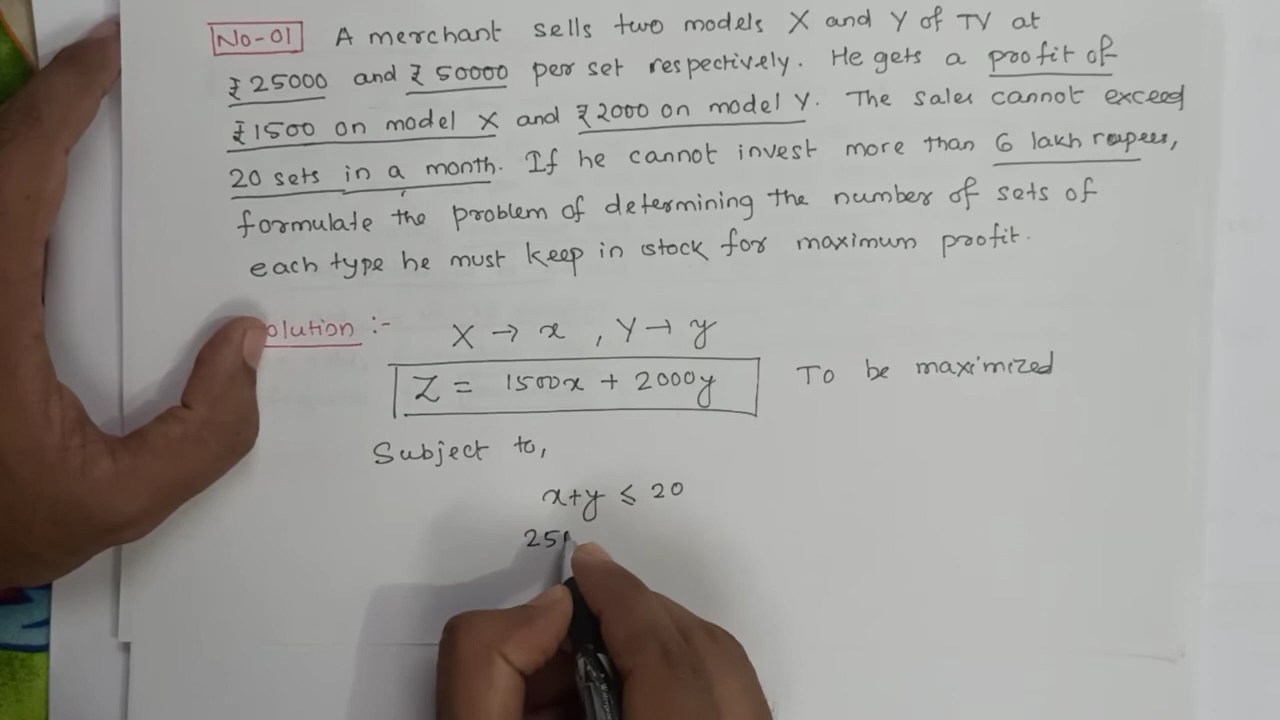 No-01 A merchant sells two models X and Y of TV at
₹25000 and ₹50000 per set respectively. He gets a profit of
₹1500 on model X and ₹2000 on model Y. The sales cannot exceed
20 sets in a month. If he cannot invest more than 6 lakh rupees,
formulate the problem of determining the number of sets of
each type he must keep in stock for maximum profit.
olution :- X → x , Y → y
Z = 1500x + 2000y To be maximized
Subject to,
x+y ≤ 20
25